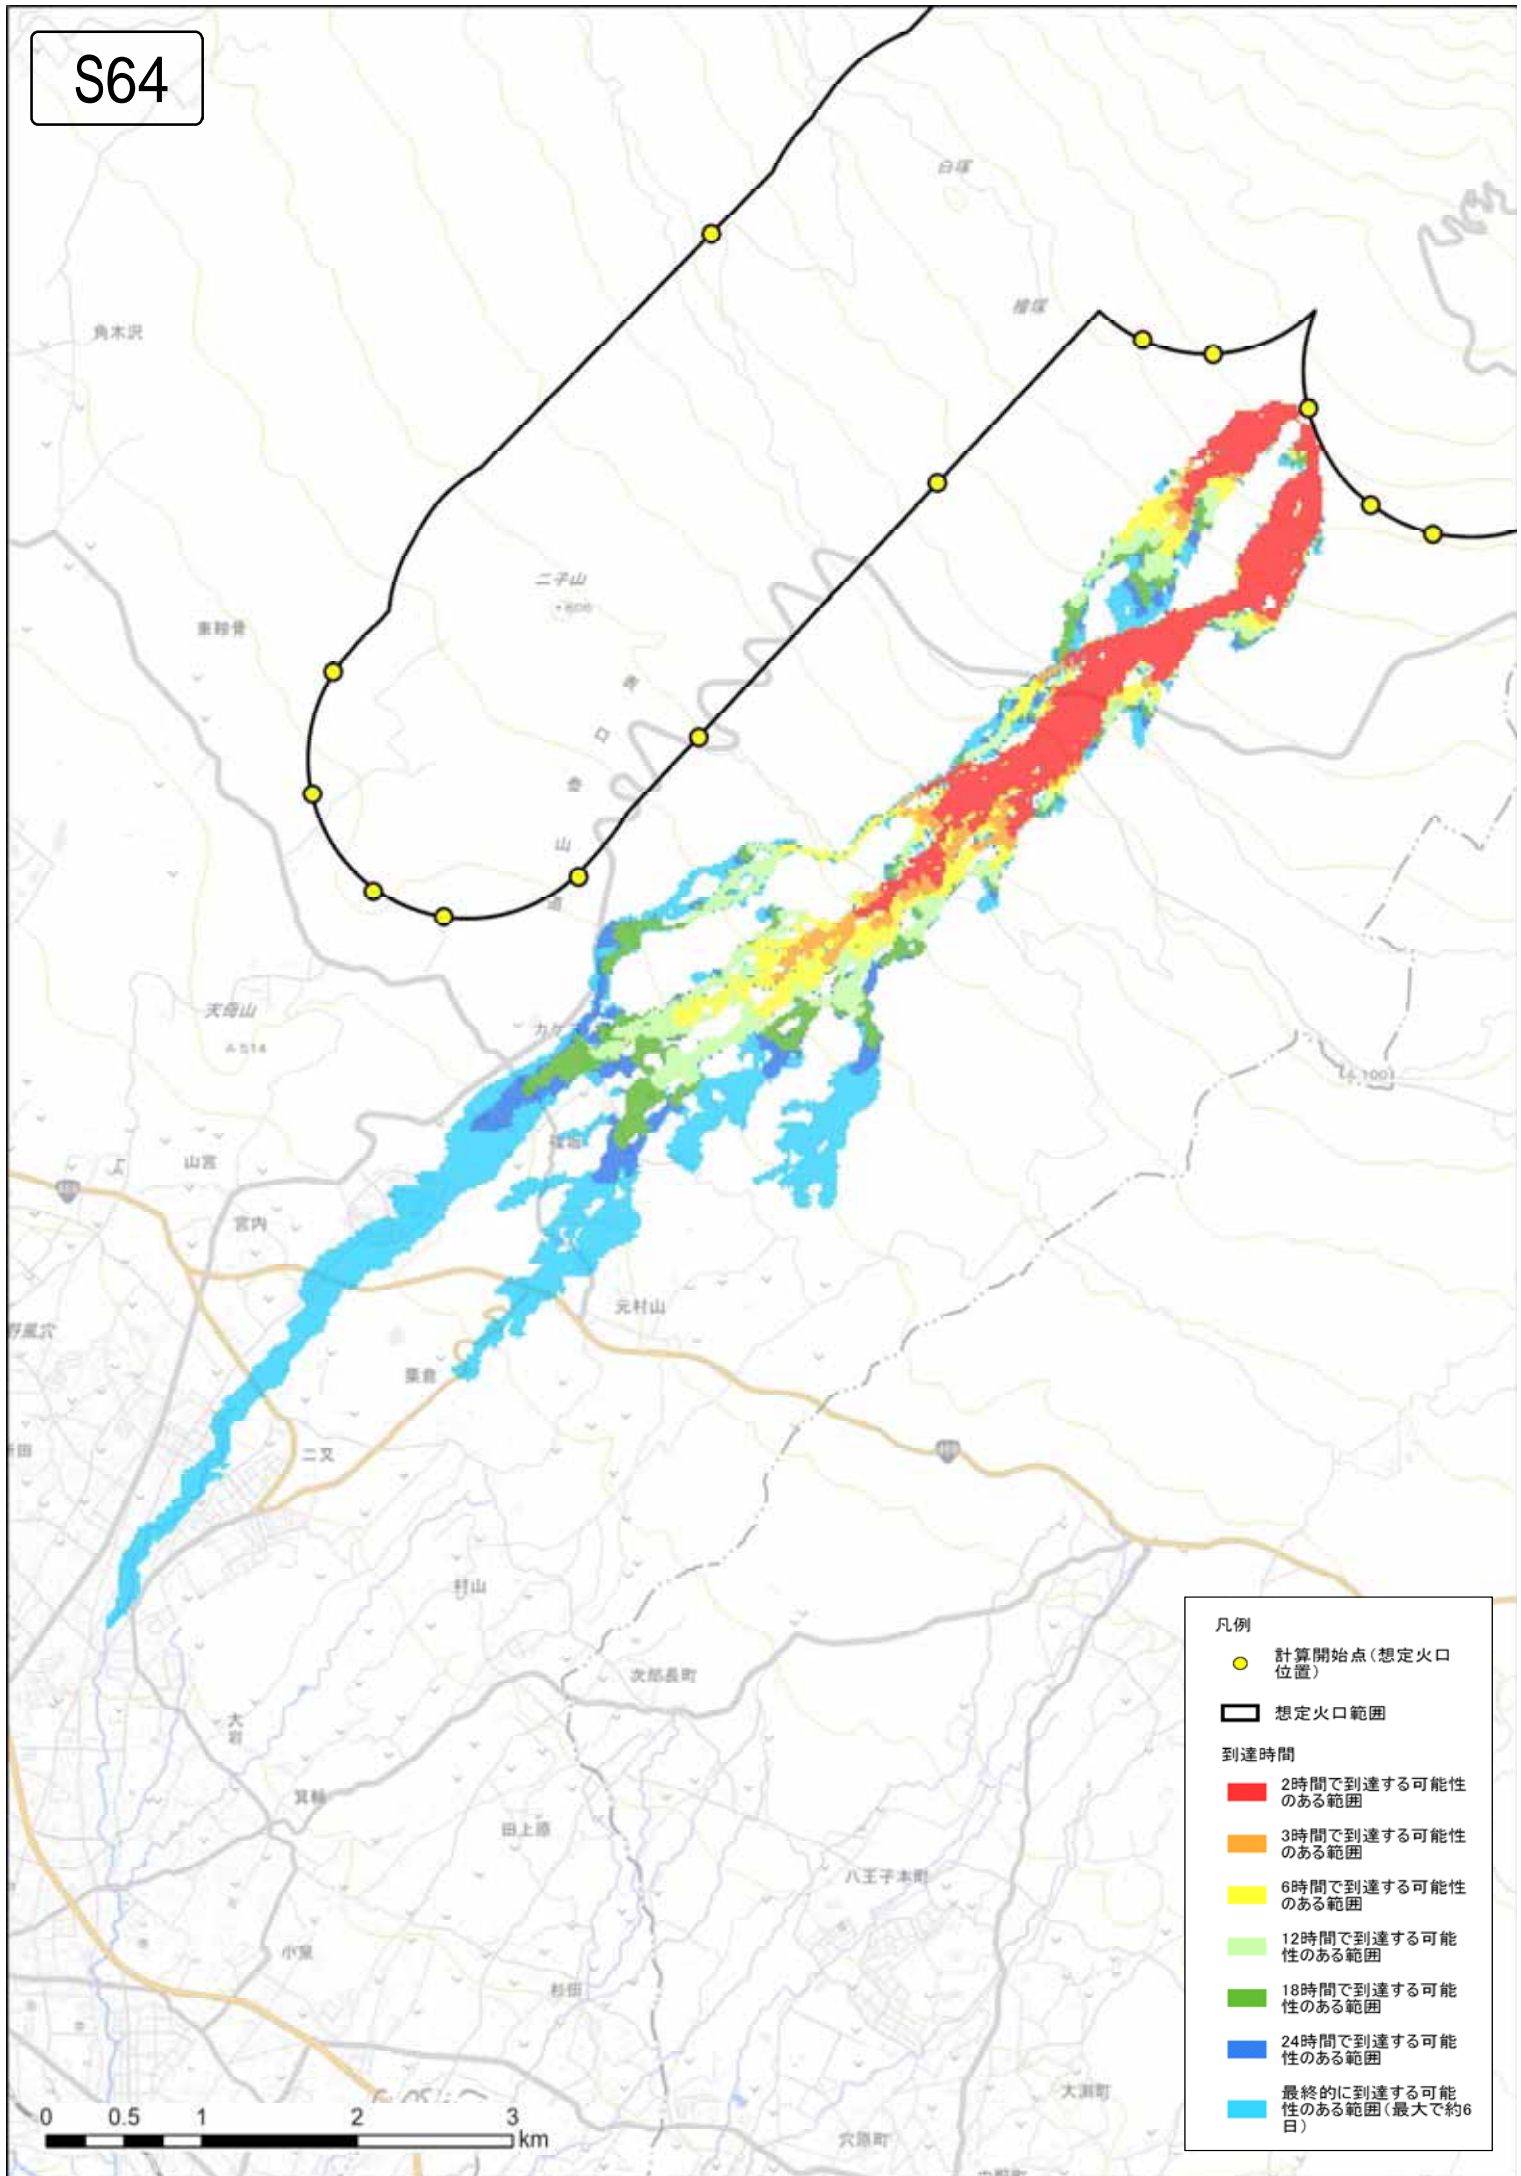 S64
白塚
檜塚
角木沢
二子山
・606
表
口
登
山
道
天母山
△514
山宮
宮内
元村山
粟倉
二又
村山
次郎長町
大
岩
箕輪
田上原
八王子本町
小泉
杉田
大渕町
穴原町
凡例
計算開始点(想定火口
位置)
想定火口範囲
到達時間
2時間で到達する可能性
のある範囲
3時間で到達する可能性
のある範囲
6時間で到達する可能性
のある範囲
12時間で到達する可能
性のある範囲
18時間で到達する可能
性のある範囲
24時間で到達する可能
性のある範囲
最終的に到達する可能
性のある範囲(最大で約6
日)
0 0.5 1 2 3
km